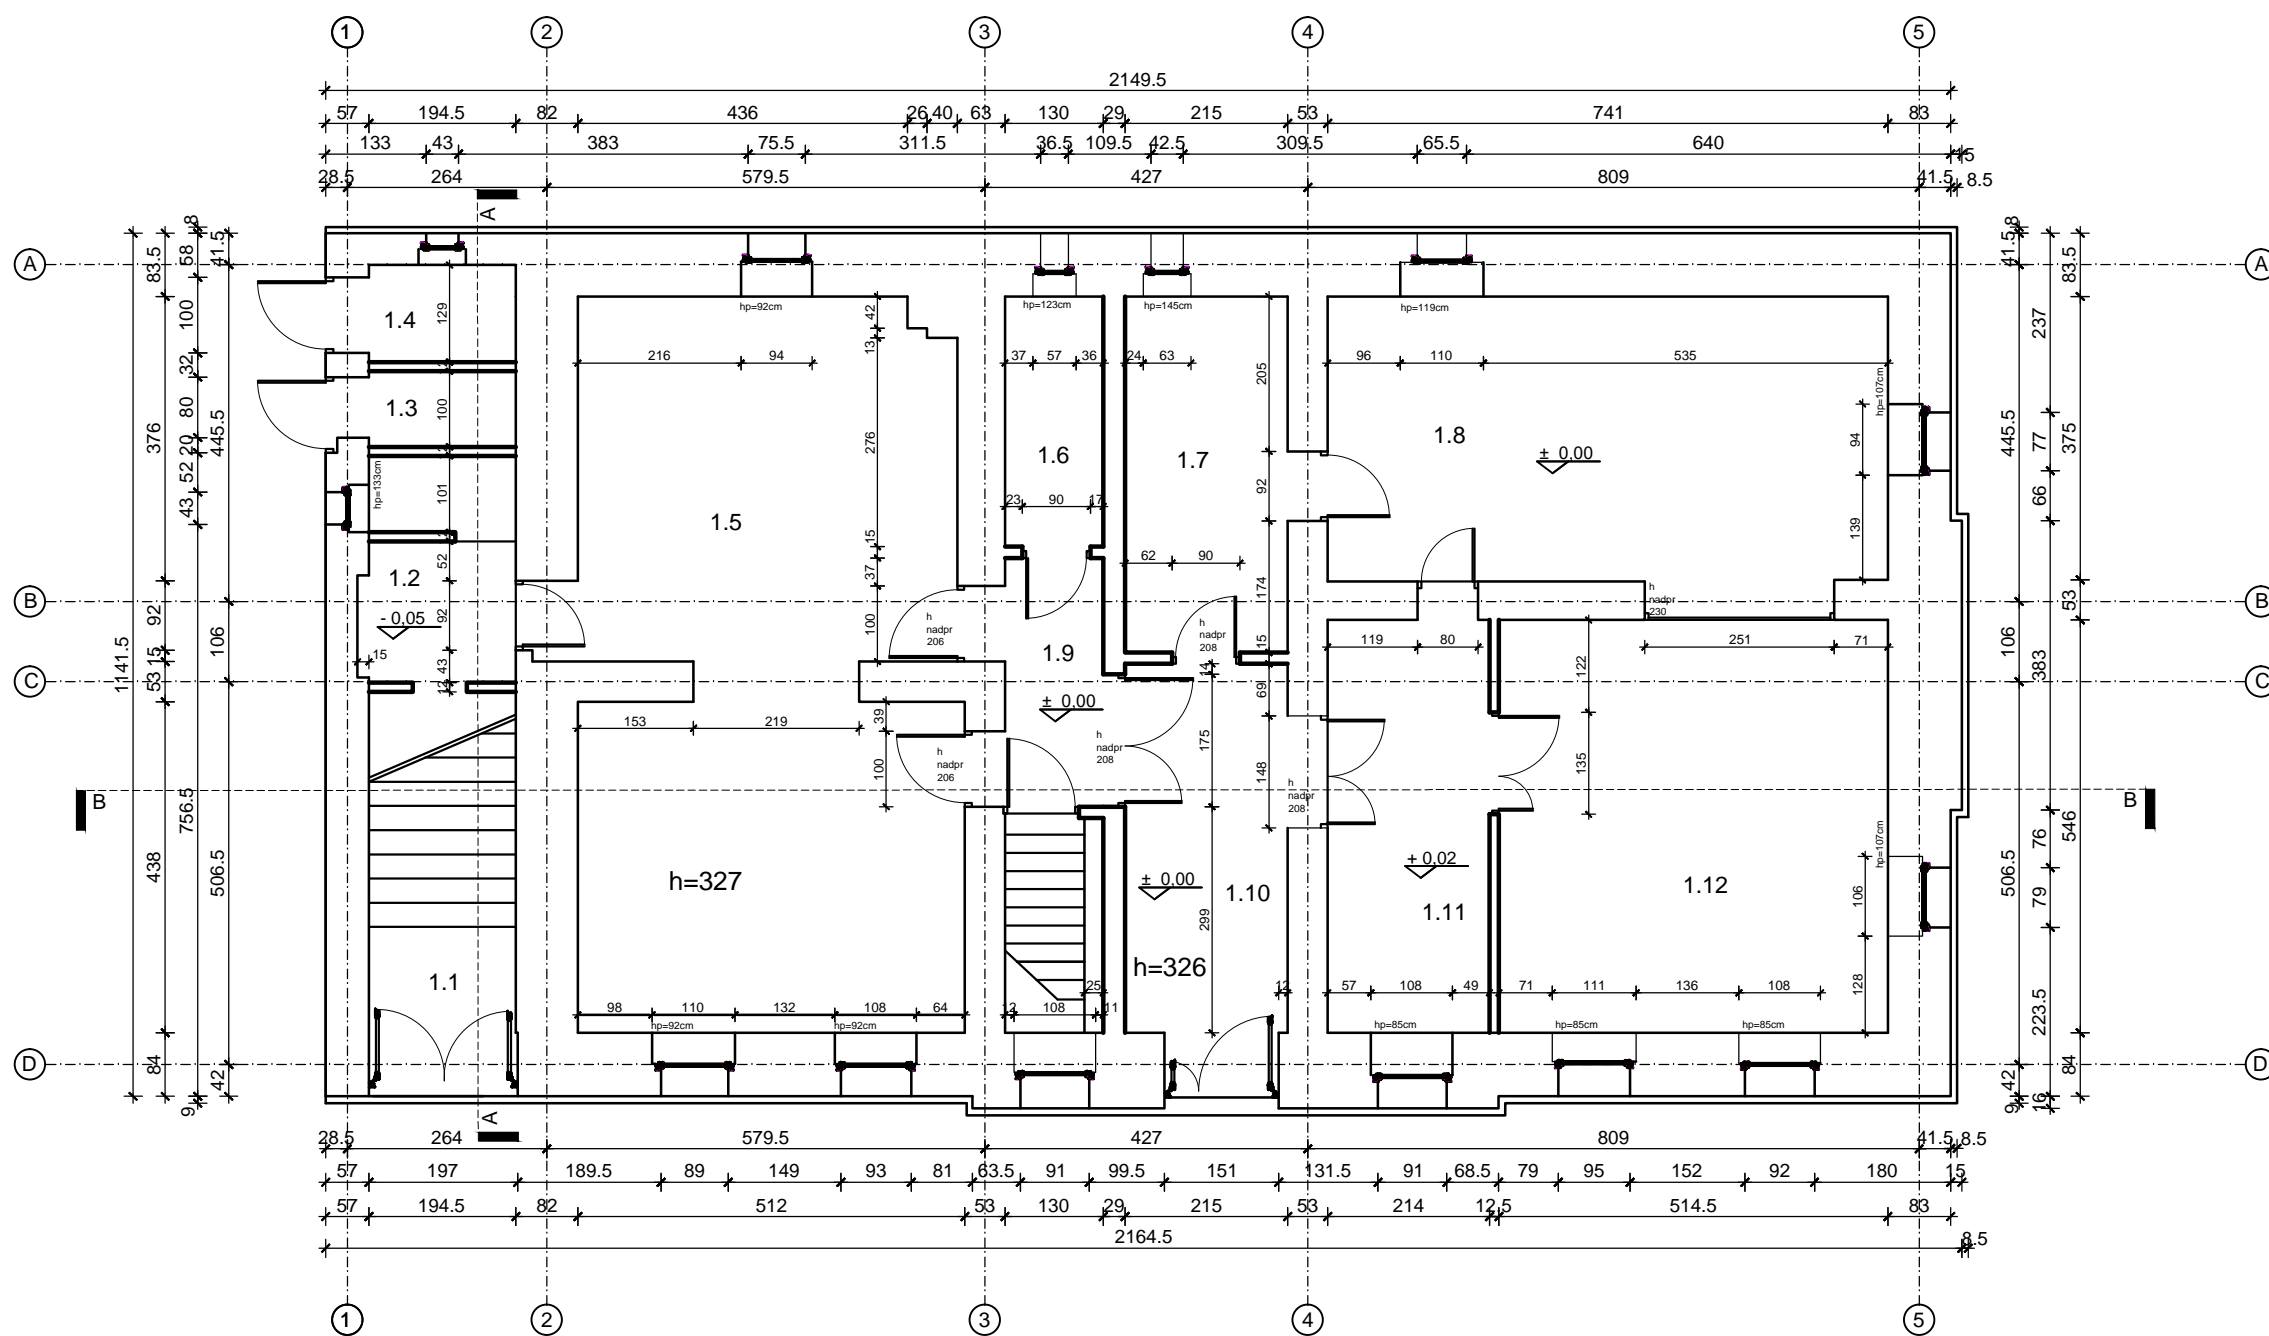 1 2 3 4 5
2149.5
57 194.5 82 436 26 40 63 130 29 215 53 741 83
133 43 383 75.5 311.5 36.5 109.5 42.5 309.5 65.5 640 15
28.5 264 579.5 427 809 41.5 8.5
A
8
41.5
58
83.5
A A
41.5 8
83.5
hp=92cm hp=123cm hp=145cm hp=119cm
1.4 129 42 100 237
13
32 216 94 37 57 36 24 63 96 110 535
205 hp=107cm
1.3 100 80 376 445.5 20 276 445.5 77 375
94
1.8
± 0,00
1.6 1.7
52 hp=133cm 101 43
23 90 17 92 66
1.5
15 139
62 90
52 37
1.2
174
h
nadpr
230
B B
92 53
- 0,05 92 100
h
nadpr
206
h
nadpr
208
119 80 251 71
106 15 43 1.9 15 14 122 106 383
15
C C
1141.5 53 12 69
± 0,00
153 219 39
h
nadpr
206
h
nadpr
208
175 148 135
100
h
nadpr
208
B B
756.5 76 546
438 506.5 + 0,02 hp=107cm 506.5
h=327 ± 0,00 1.10 1.12 79
1.11 106
299
h=326
1.1 128 223.5
25 12 57 108 49 71 111 136 108
98 110 132 108 64 12 108 11
hp=92cm hp=92cm hp=85cm hp=85cm hp=85cm
84 84
D D
42 42
9 9 16
A
28.5 264 579.5 427 809 41.5 8.5
57 197 189.5 89 149 93 81 63.5 91 99.5 151 131.5 91 68.5 79 95 152 92 180 15
57 194.5 82 512 53 130 29 215 53 214 12.5 514.5 83
2164.5 8.5
1 2 3 4 5